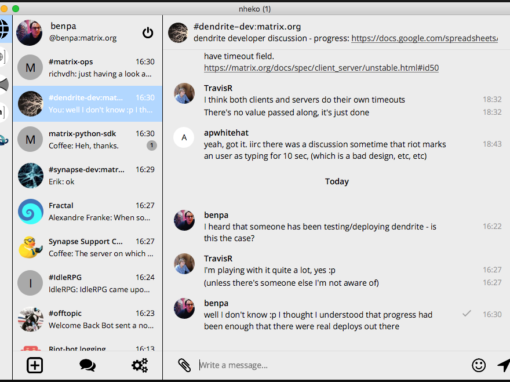 nheko (1)
benpa
@benpa:matrix.org
#matrix-ops 16:30
richvdh: just having a look a...
#dendrite-dev:mat... 16:30
You: well I don't know :p I th...
matrix-python-sdk 16:30
Coffee: Heh, thanks. 1
#synapse-dev:matr... 16:29
Erik: ok
Fractal 16:27
Alexandre Franke: When so...
Synapse Support C... 16:27
Coffee: The server on which ...
#IdleRPG 16:24
IdleRPG: IdleRPG came upo...
#offtopic 16:23
Welcome Back Bot sent a no...
Riot-bot logging 16:13
M
M
I
#dendrite-dev:matrix.org
dendrite developer discussion - progress: https://docs.google.com/spreadsheets
have timeout field.
https://matrix.org/docs/spec/client_server/unstable.html#id50
TravisR
I think both clients and servers do their own timeouts 18:32
There's no value passed along, it's just done 18:32
A
apwhitehat
yeah, got it. iirc there was a discussion sometime that riot marks 18:43
an user as typing for 10 sec, (which is a bad design, etc, etc)
Today
benpa
I heard that someone has been testing/deploying dendrite - is 16:22
this the case?
TravisR
i'm playing with it quite a lot, yes :p 16:27
(unless there's someone else I'm not aware of) 16:27
benpa
well I don't know :p I thought I understood that progress had 16:30
been enough that there were real deploys out there
Write a message...